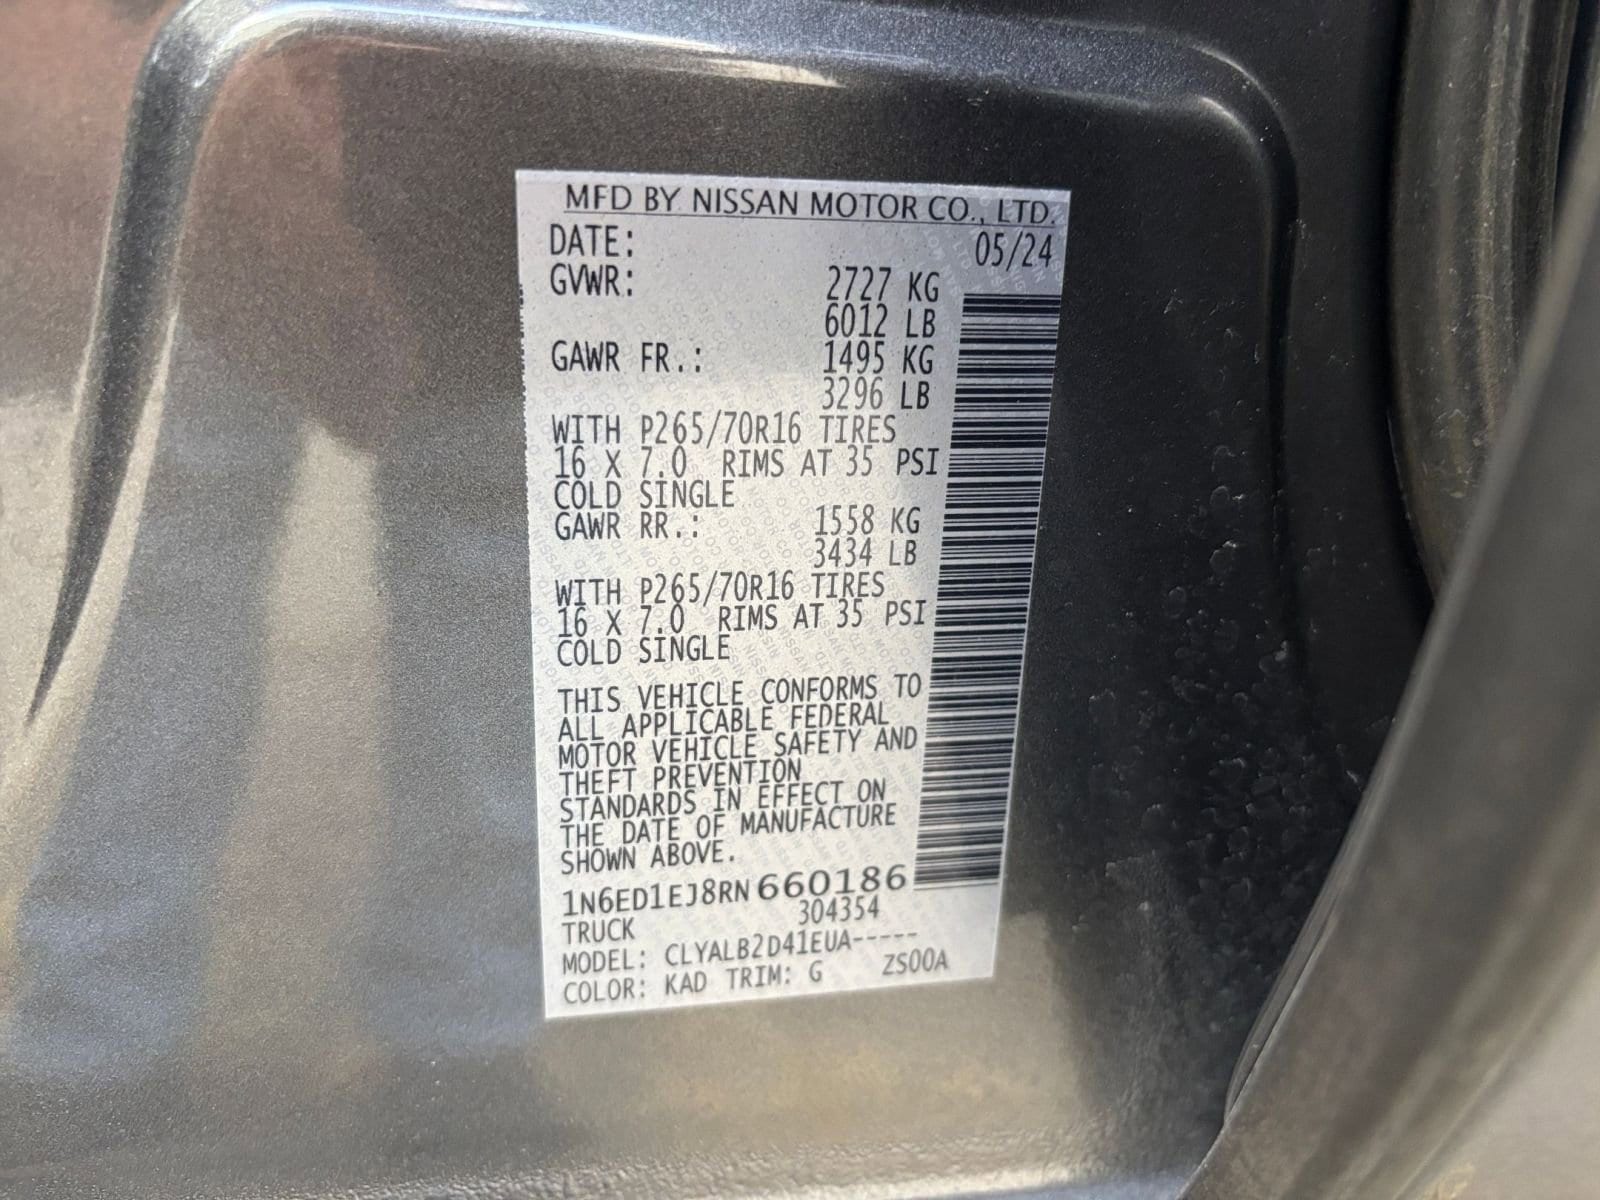 MFD BY NISSAN MOTOR CO., LTD.
DATE: 05/24
GVWR: 2727 KG
6012 LB
GAWR FR.: 1495 KG
3296 LB
WITH P265/70R16 TIRES
16 X 7.0 RIMS AT 35 PSI
COLD SINGLE
GAWR RR.: 1558 KG
3434 LB
WITH P265/70R16 TIRES
16 X 7.0 RIMS AT 35 PSI
COLD SINGLE
THIS VEHICLE CONFORMS TO
ALL APPLICABLE FEDERAL
MOTOR VEHICLE SAFETY AND
THEFT PREVENTION
STANDARDS IN EFFECT ON
THE DATE OF MANUFACTURE
SHOWN ABOVE.
1N6ED1EJ8RN660186
TRUCK 304354
MODEL: CLYALB2D41EUA-----
COLOR: KAD TRIM: G ZS00A